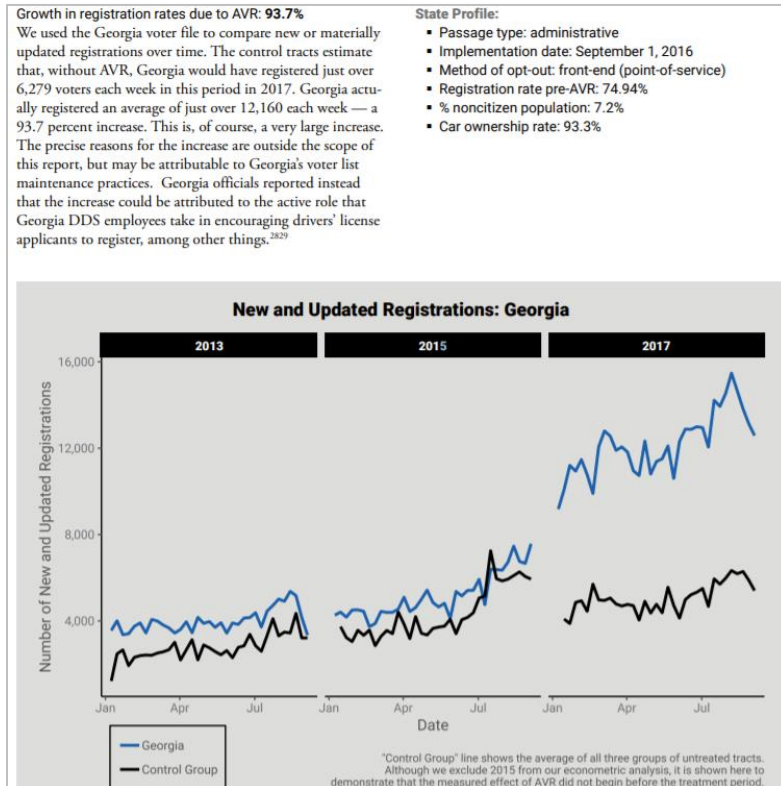 Growth in registration rates due to AVR: 93.7%
We used the Georgia voter file to compare new or materially
updated registrations over time. The control tracts estimate
that, without AVR, Georgia would have registered just over
6,279 voters each week in this period in 2017. Georgia actu-
ally registered an average of just over 12,160 each week — a
93.7 percent increase. This is, of course, a very large increase.
The precise reasons for the increase are outside the scope of
this report, but may be attributable to Georgia's voter list
maintenance practices. Georgia officials reported instead
that the increase could be attributed to the active role that
Georgia DDS employees take in encouraging drivers' license
applicants to register, among other things.2829
State Profile:
▪ Passage type: administrative
▪ Implementation date: September 1, 2016
▪ Method of opt-out: front-end (point-of-service)
▪ Registration rate pre-AVR: 74.94%
▪ % noncitizen population: 7.2%
▪ Car ownership rate: 93.3%
New and Updated Registrations: Georgia
2013 2015 2017
Number of New and Updated Registrations
16,000
12,000
8,000
4,000
Jan Apr Jul Jan Apr Jul Jan Apr Jul
Date
Georgia
Control Group
"Control Group" line shows the average of all three groups of untreated tracts.
Although we exclude 2015 from our econometric analysis, it is shown here to
demonstrate that the measured effect of AVR did not begin before the treatment period.